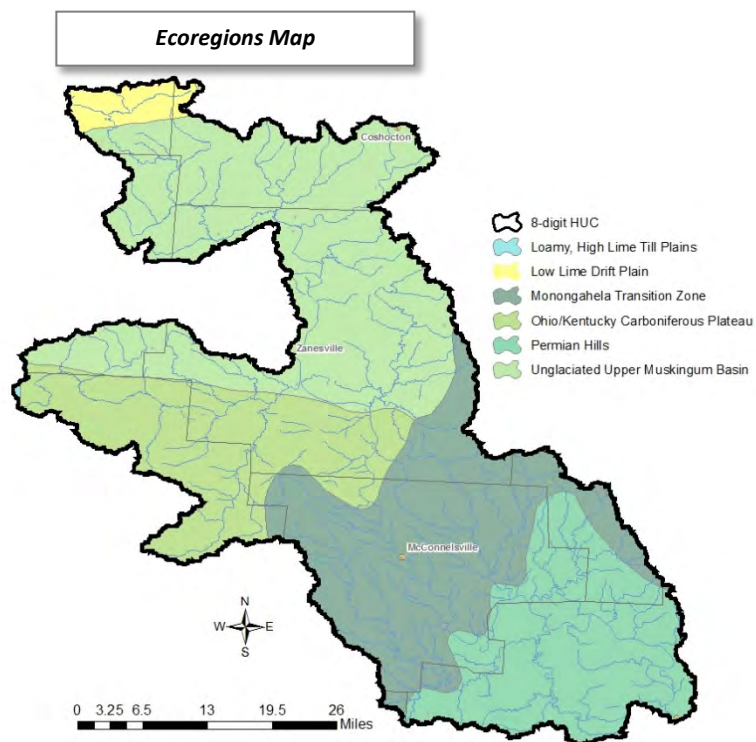 Ecoregions Map
Coshocton
8-digit HUC
Loamy, High Lime Till Plains
Low Lime Drift Plain
Monongahela Transition Zone
Ohio/Kentucky Carboniferous Plateau
Permian Hills
Unglaciated Upper Muskingum Basin
Zanesville
McConnelsville
N
W E
S
0 3.25 6.5 13 19.5 26
Miles